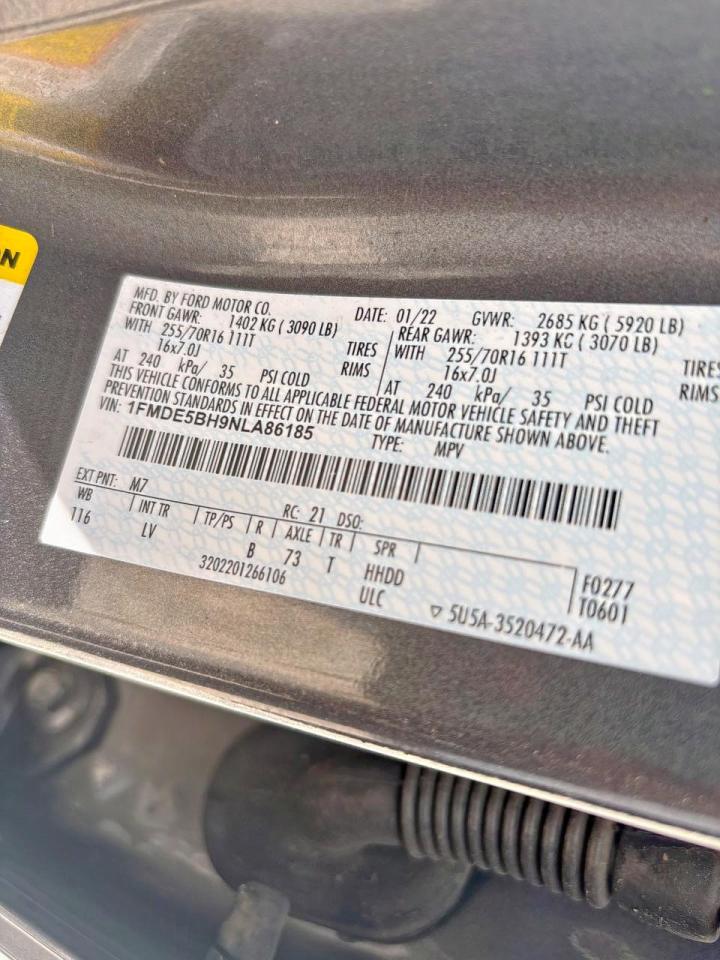 ON
MFD. BY FORD MOTOR CO.
DATE: 01/22 GVWR: 2685 KG ( 5920 LB)
FRONT GAWR: 1402 KG ( 3090 LB)
WITH 255/70R16 111T TIRES
16x7.0J RIMS
AT 240 kPa/ 35 PSI COLD
REAR GAWR: 1393 KG ( 3070 LB)
WITH 255/70R16 111T TIRES
16x7.0J RIMS
AT 240 kPa/ 35 PSI COLD
THIS VEHICLE CONFORMS TO ALL APPLICABLE FEDERAL MOTOR VEHICLE SAFETY AND THEFT
PREVENTION STANDARDS IN EFFECT ON THE DATE OF MANUFACTURE SHOWN ABOVE.
VIN: 1FMDE5BH9NLA86185 TYPE: MPV
EXT PNT: M7 RC: 21 DSO:
WB INT TR TP/PS R AXLE TR SPR
116 LV B 73 T HHDD
3202201266106 ULC
F0277
T0601
▽ 5U5A-3520472-AA